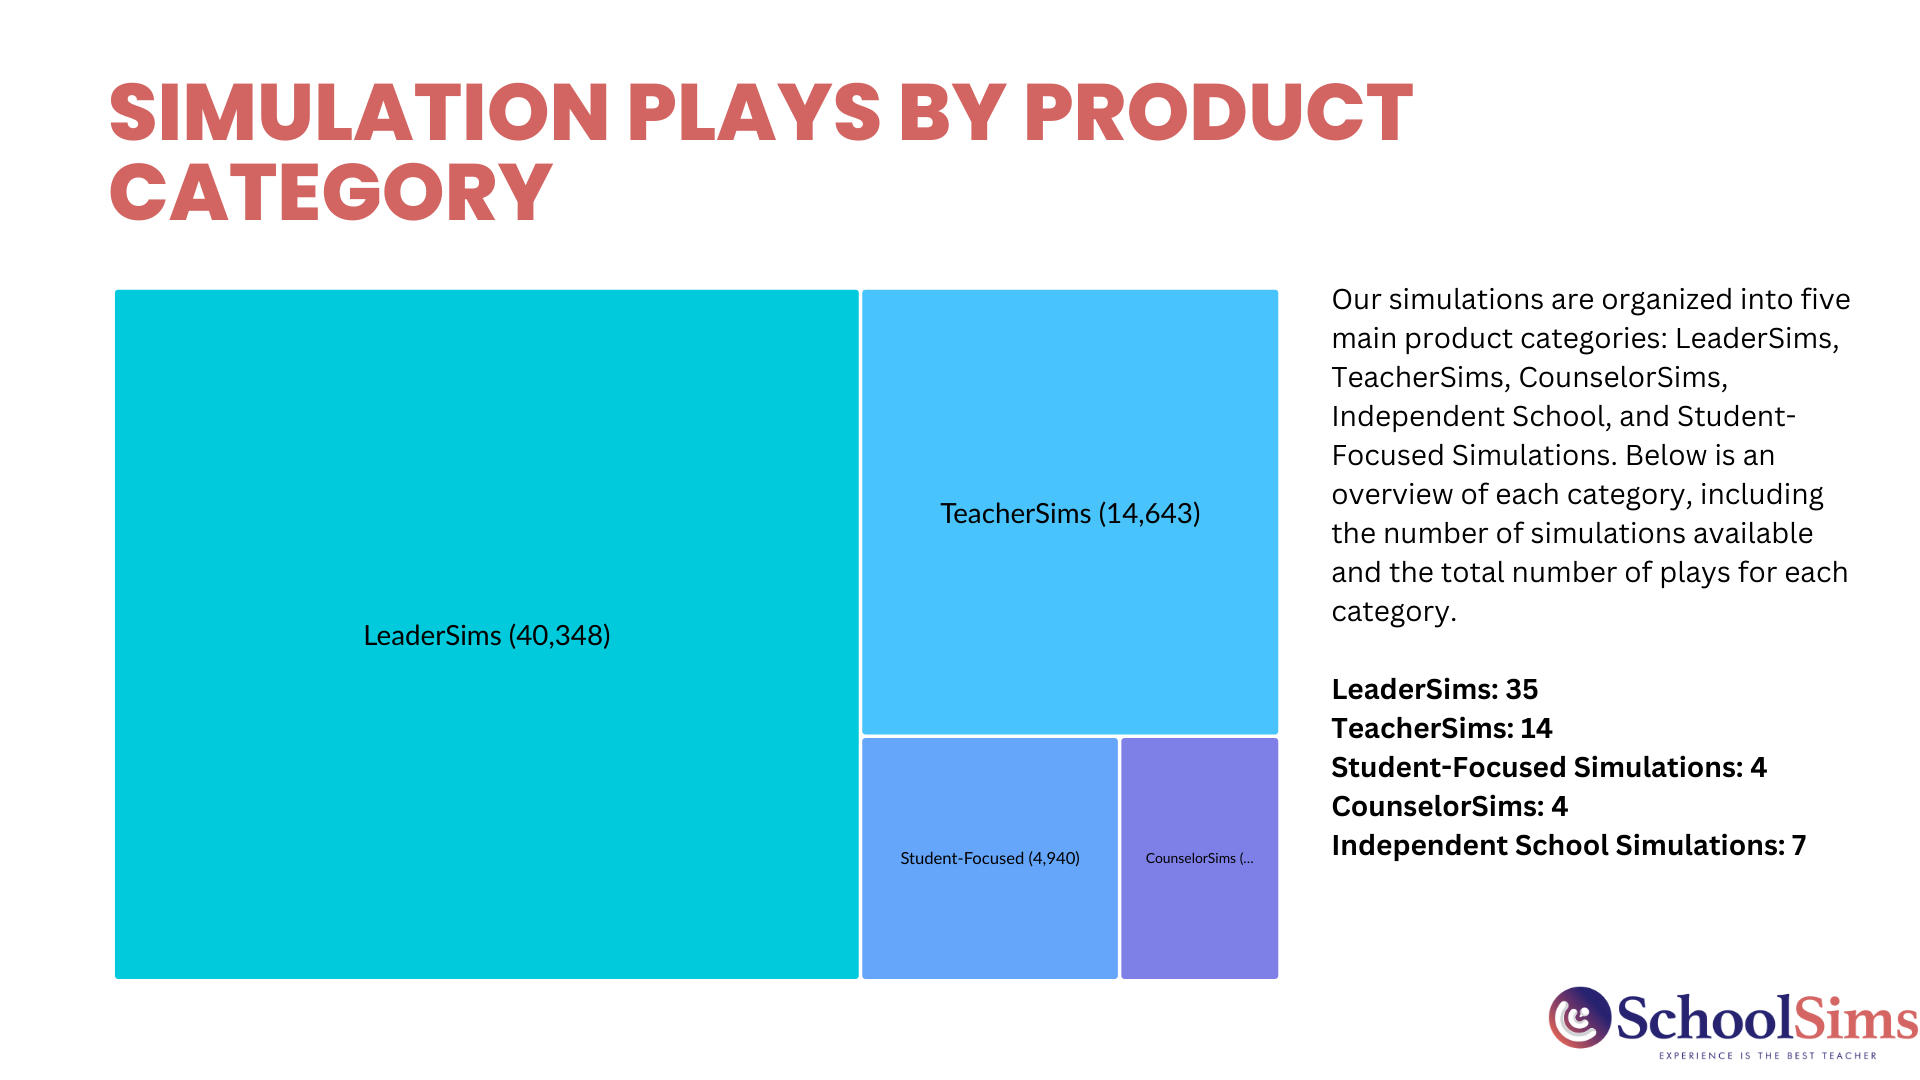 SIMULATION PLAYS BY PRODUCT
CATEGORY
LeaderSims (40,348)
TeacherSims (14,643)
Student-Focused (4,940)
CounselorSims (...
Our simulations are organized into five
main product categories: LeaderSims,
TeacherSims, CounselorSims,
Independent School, and Student-
Focused Simulations. Below is an
overview of each category, including
the number of simulations available
and the total number of plays for each
category.
LeaderSims: 35
TeacherSims: 14
Student-Focused Simulations: 4
CounselorSims: 4
Independent School Simulations: 7
SchoolSims
EXPERIENCE IS THE BEST TEACHER